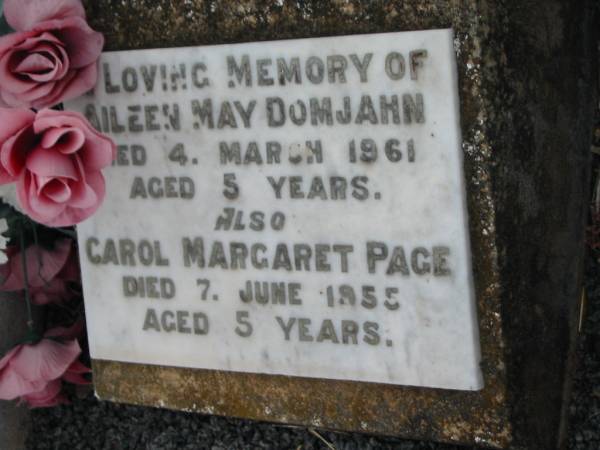 LOVING MEMORY OF
AILEEN MAY DOMJAHN
ED 4. MARCH 1961
AGED 5 YEARS.
ALSO
CAROL MARGARET PAGE
DIED 7. JUNE 1955
AGED 5 YEARS.